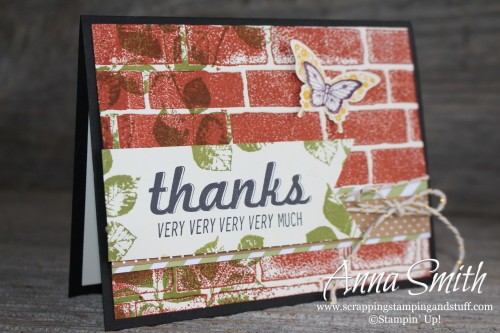 thanks
VERY VERY VERY VERY MUCH
Anna Smith
www.scrappingstampingandstuff.com
©Stampin' Up!